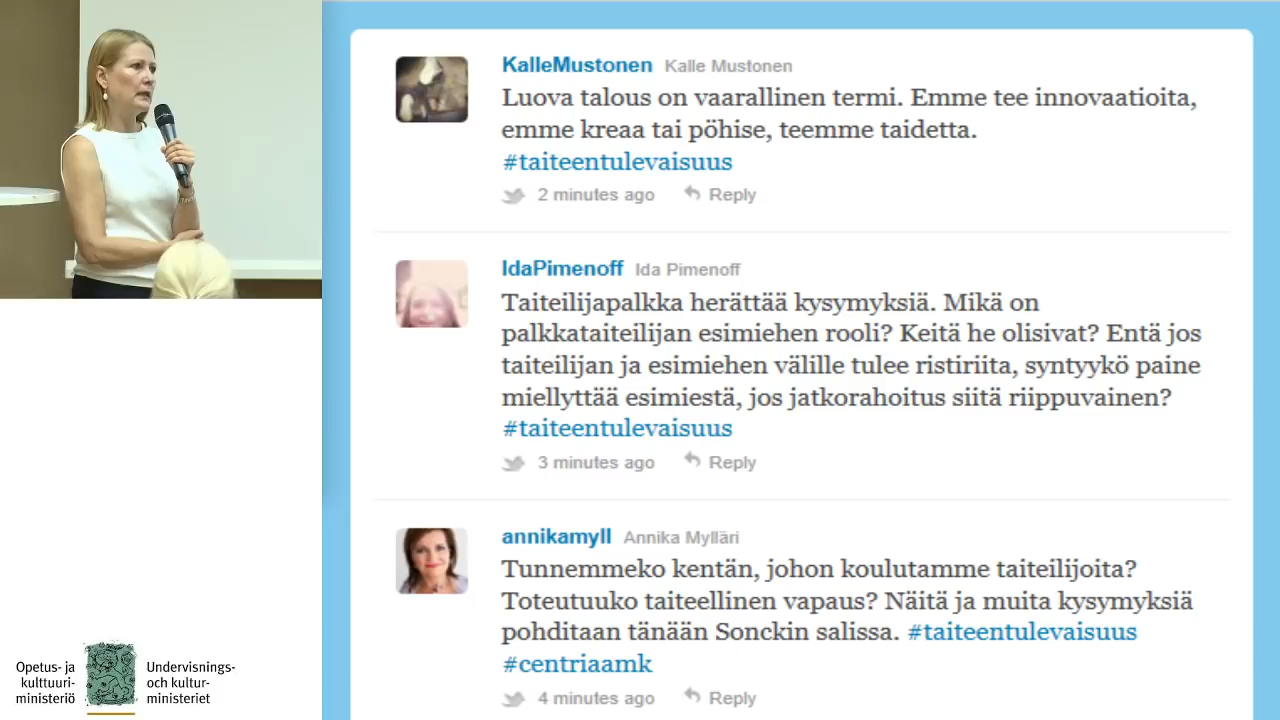 KalleMustonen Kalle Mustonen
Luova talous on vaarallinen termi. Emme tee innovaatioita,
emme kreaa tai pöhise, teemme taidetta.
#taiteentulevaisuus
2 minutes ago Reply
IdaPimenoff Ida Pimenoff
Taiteilijapalkka herättää kysymyksiä. Mikä on
palkkataiteilijan esimiehen rooli? Keitä he olisivat? Entä jos
taiteilijan ja esimiehen välille tulee ristiriita, syntyykö paine
miellyttää esimiestä, jos jatkorahoitus siitä riippuvainen?
#taiteentulevaisuus
3 minutes ago Reply
annikamyll Annika Mylläri
Tunnemmeko kentän, johon koulutamme taiteilijoita?
Toteutuuko taiteellinen vapaus? Näitä ja muita kysymyksiä
pohditaan tänään Sonckin salissa. #taiteentulevaisuus
#centriaamk
4 minutes ago Reply
Opetus- ja
kulttuuri-
ministeriö
Undervisnings-
och kultur-
ministeriet